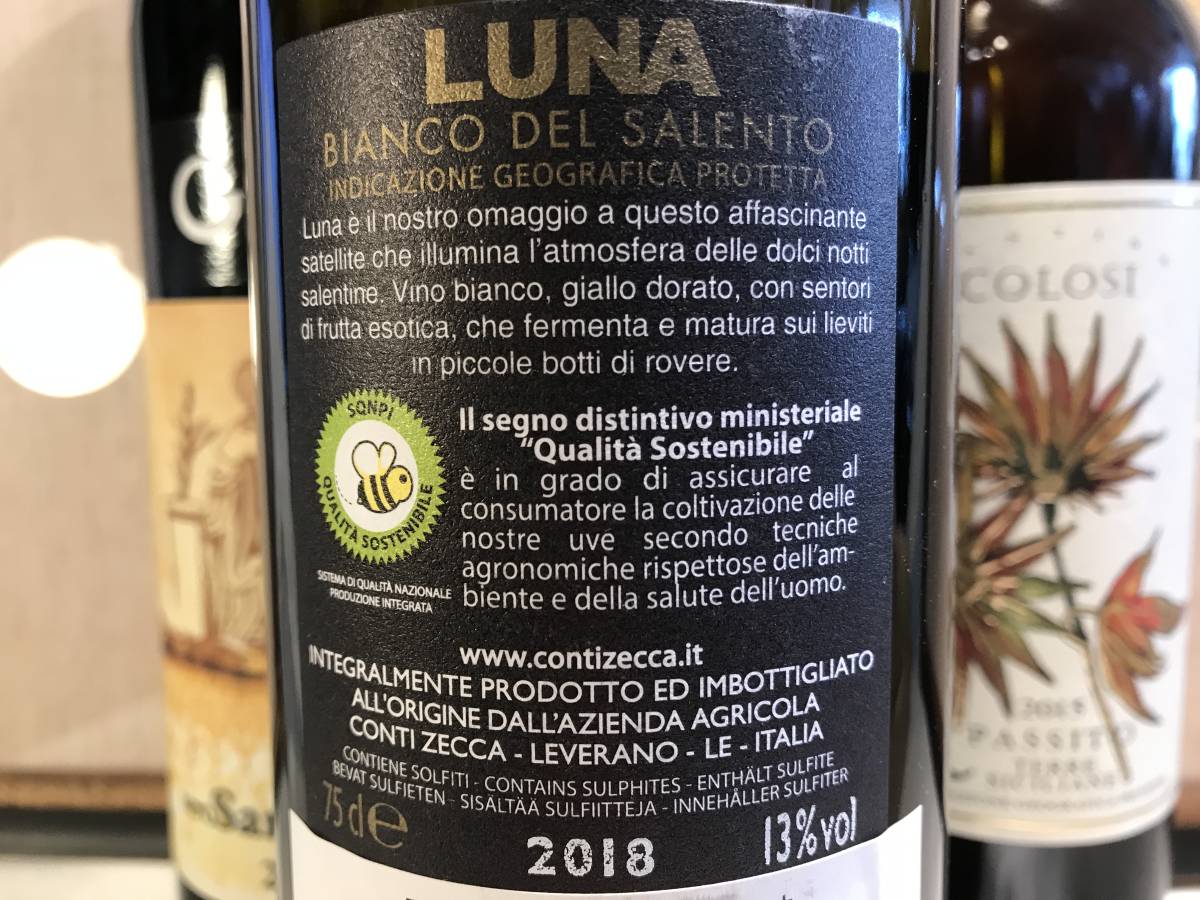 LUNA
BIANCO DEL SALENTO
INDICAZIONE GEOGRAFICA PROTETTA
Luna è il nostro omaggio a questo affascinante
satellite che illumina l'atmosfera delle dolci notti
salentine. Vino bianco, giallo dorato, con sentori
di frutta esotica, che fermenta e matura sui lieviti
in piccole botti di rovere.
SQNPI
QUALITÀ SOSTENIBILE
SISTEMA DI QUALITÀ NAZIONALE
PRODUZIONE INTEGRATA
Il segno distintivo ministeriale
"Qualità Sostenibile"
è in grado di assicurare al
consumatore la coltivazione delle
nostre uve secondo tecniche
agronomiche rispettose dell'am-
biente e della salute dell'uomo.
www.contizecca.it
INTEGRALMENTE PRODOTTO ED IMBOTTIGLIATO
ALL'ORIGINE DALL'AZIENDA AGRICOLA
CONTI ZECCA - LEVERANO - LE - ITALIA
CONTIENE SOLFITI - CONTAINS SULPHITES - ENTHÄLT SULFITE
BEVAT SULFIETEN - SISÄLTÄÄ SULFIITTEJA - INNEHÅLLER SULFITER
75 cl e
2018
13%vol
COLOSÌ
PASSITO
TERRE
SICILIANE